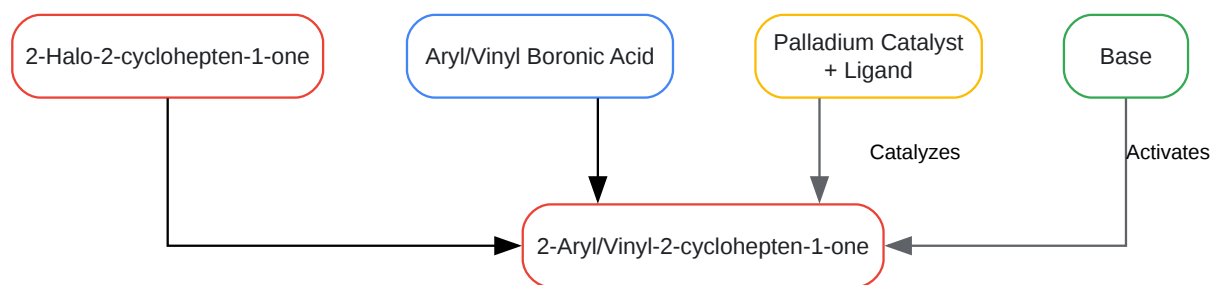 2-Halo-2-cyclohepten-1-one
Aryl/Vinyl Boronic Acid
Palladium Catalyst
+ Ligand
Base
Catalyzes
Activates
2-Aryl/Vinyl-2-cyclohepten-1-one